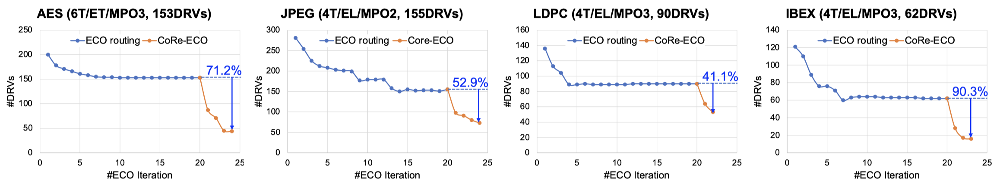 AES (6T/ET/MPO3, 153DRVs)
250
200
150
100
50
0
#DRVs
ECO routing
CoRe-ECO
71.2%
0 5 10 15 20 25
#ECO Iteration
JPEG (4T/EL/MPO2, 155DRVs)
300
250
200
150
100
50
0
#DRVs
ECO routing
Core-ECO
52.9%
0 5 10 15 20 25
#ECO Iteration
LDPC (4T/EL/MPO3, 90DRVs)
160
140
120
100
80
60
40
20
0
#DRVs
ECO routing
CoRe-ECO
41.1%
0 5 10 15 20 25
#ECO Iteration
IBEX (4T/EL/MPO3, 62DRVs)
140
120
100
80
60
40
20
0
#DRVs
ECO routing
CoRe-ECO
90.3%
0 5 10 15 20 25
#ECO Iteration